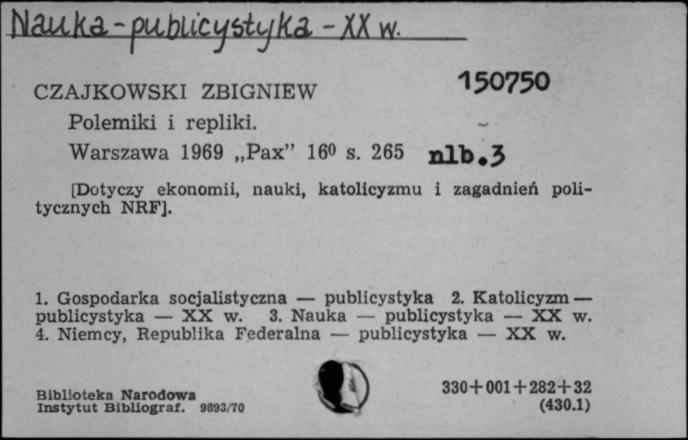 Nauka - publicystyka - XX w.
150750
CZAJKOWSKI ZBIGNIEW
Polemiki i repliki.
Warszawa 1969 „Pax” 16⁰ s. 265 nlb.3
[Dotyczy ekonomii, nauki, katolicyzmu i zagadnień poli-
tycznych NRF].
1. Gospodarka socjalistyczna — publicystyka 2. Katolicyzm —
publicystyka — XX w. 3. Nauka — publicystyka — XX w.
4. Niemcy, Republika Federalna — publicystyka — XX w.
Biblioteka Narodowa
Instytut Bibliograf. 9893/70
330+001+282+32
(430.1)